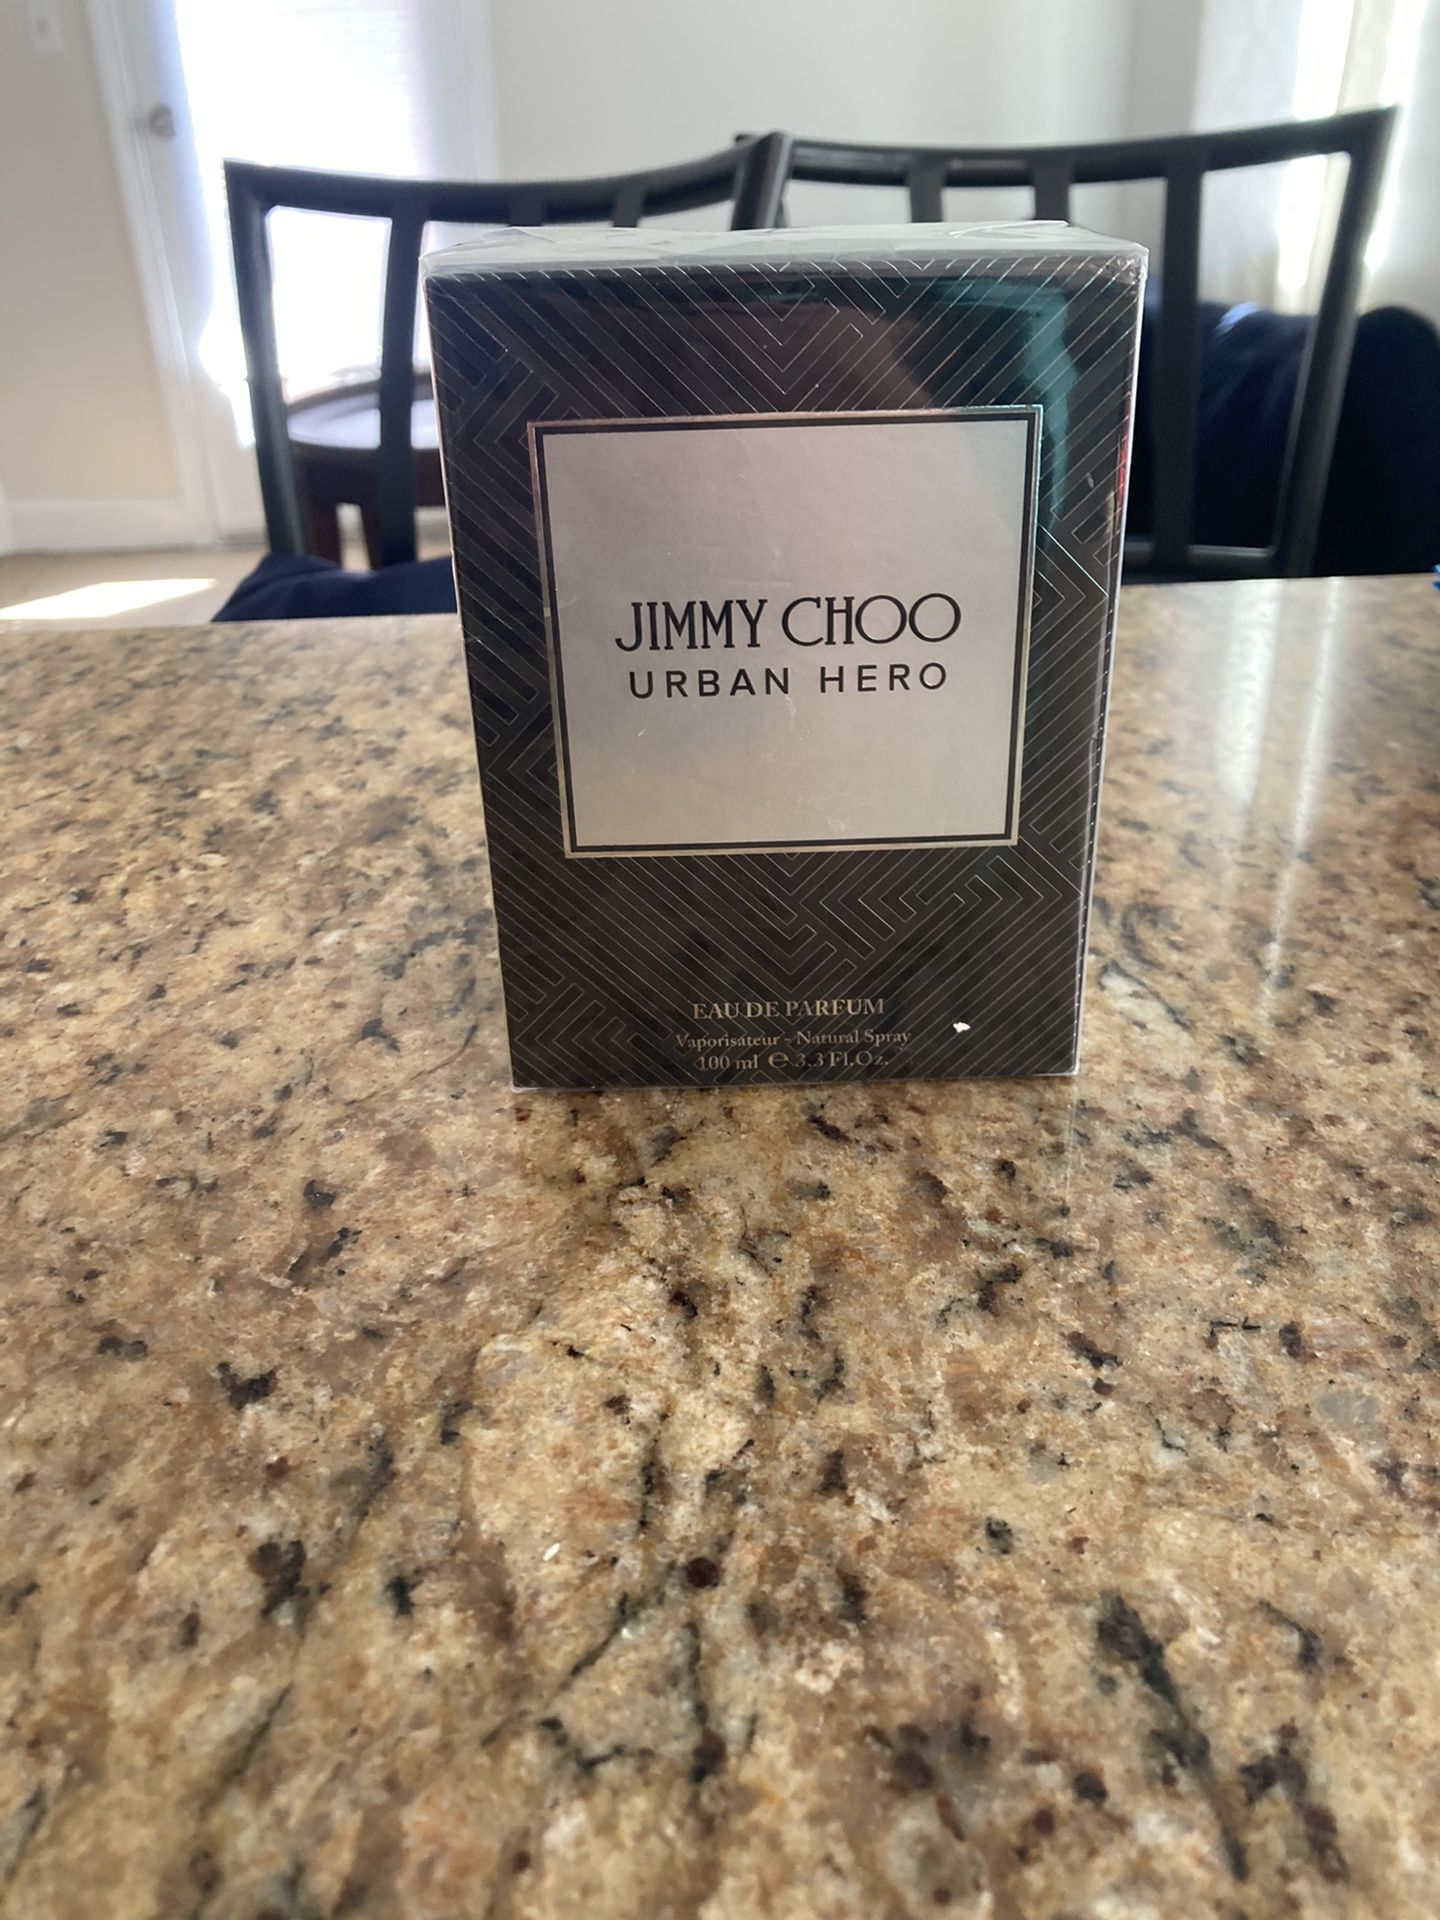 JIMMY CHOO
URBAN HERO
EAU DE PARFUM
Vaporisateur - Natural Spray
100 ml ℮ 3.3 Fl.Oz.